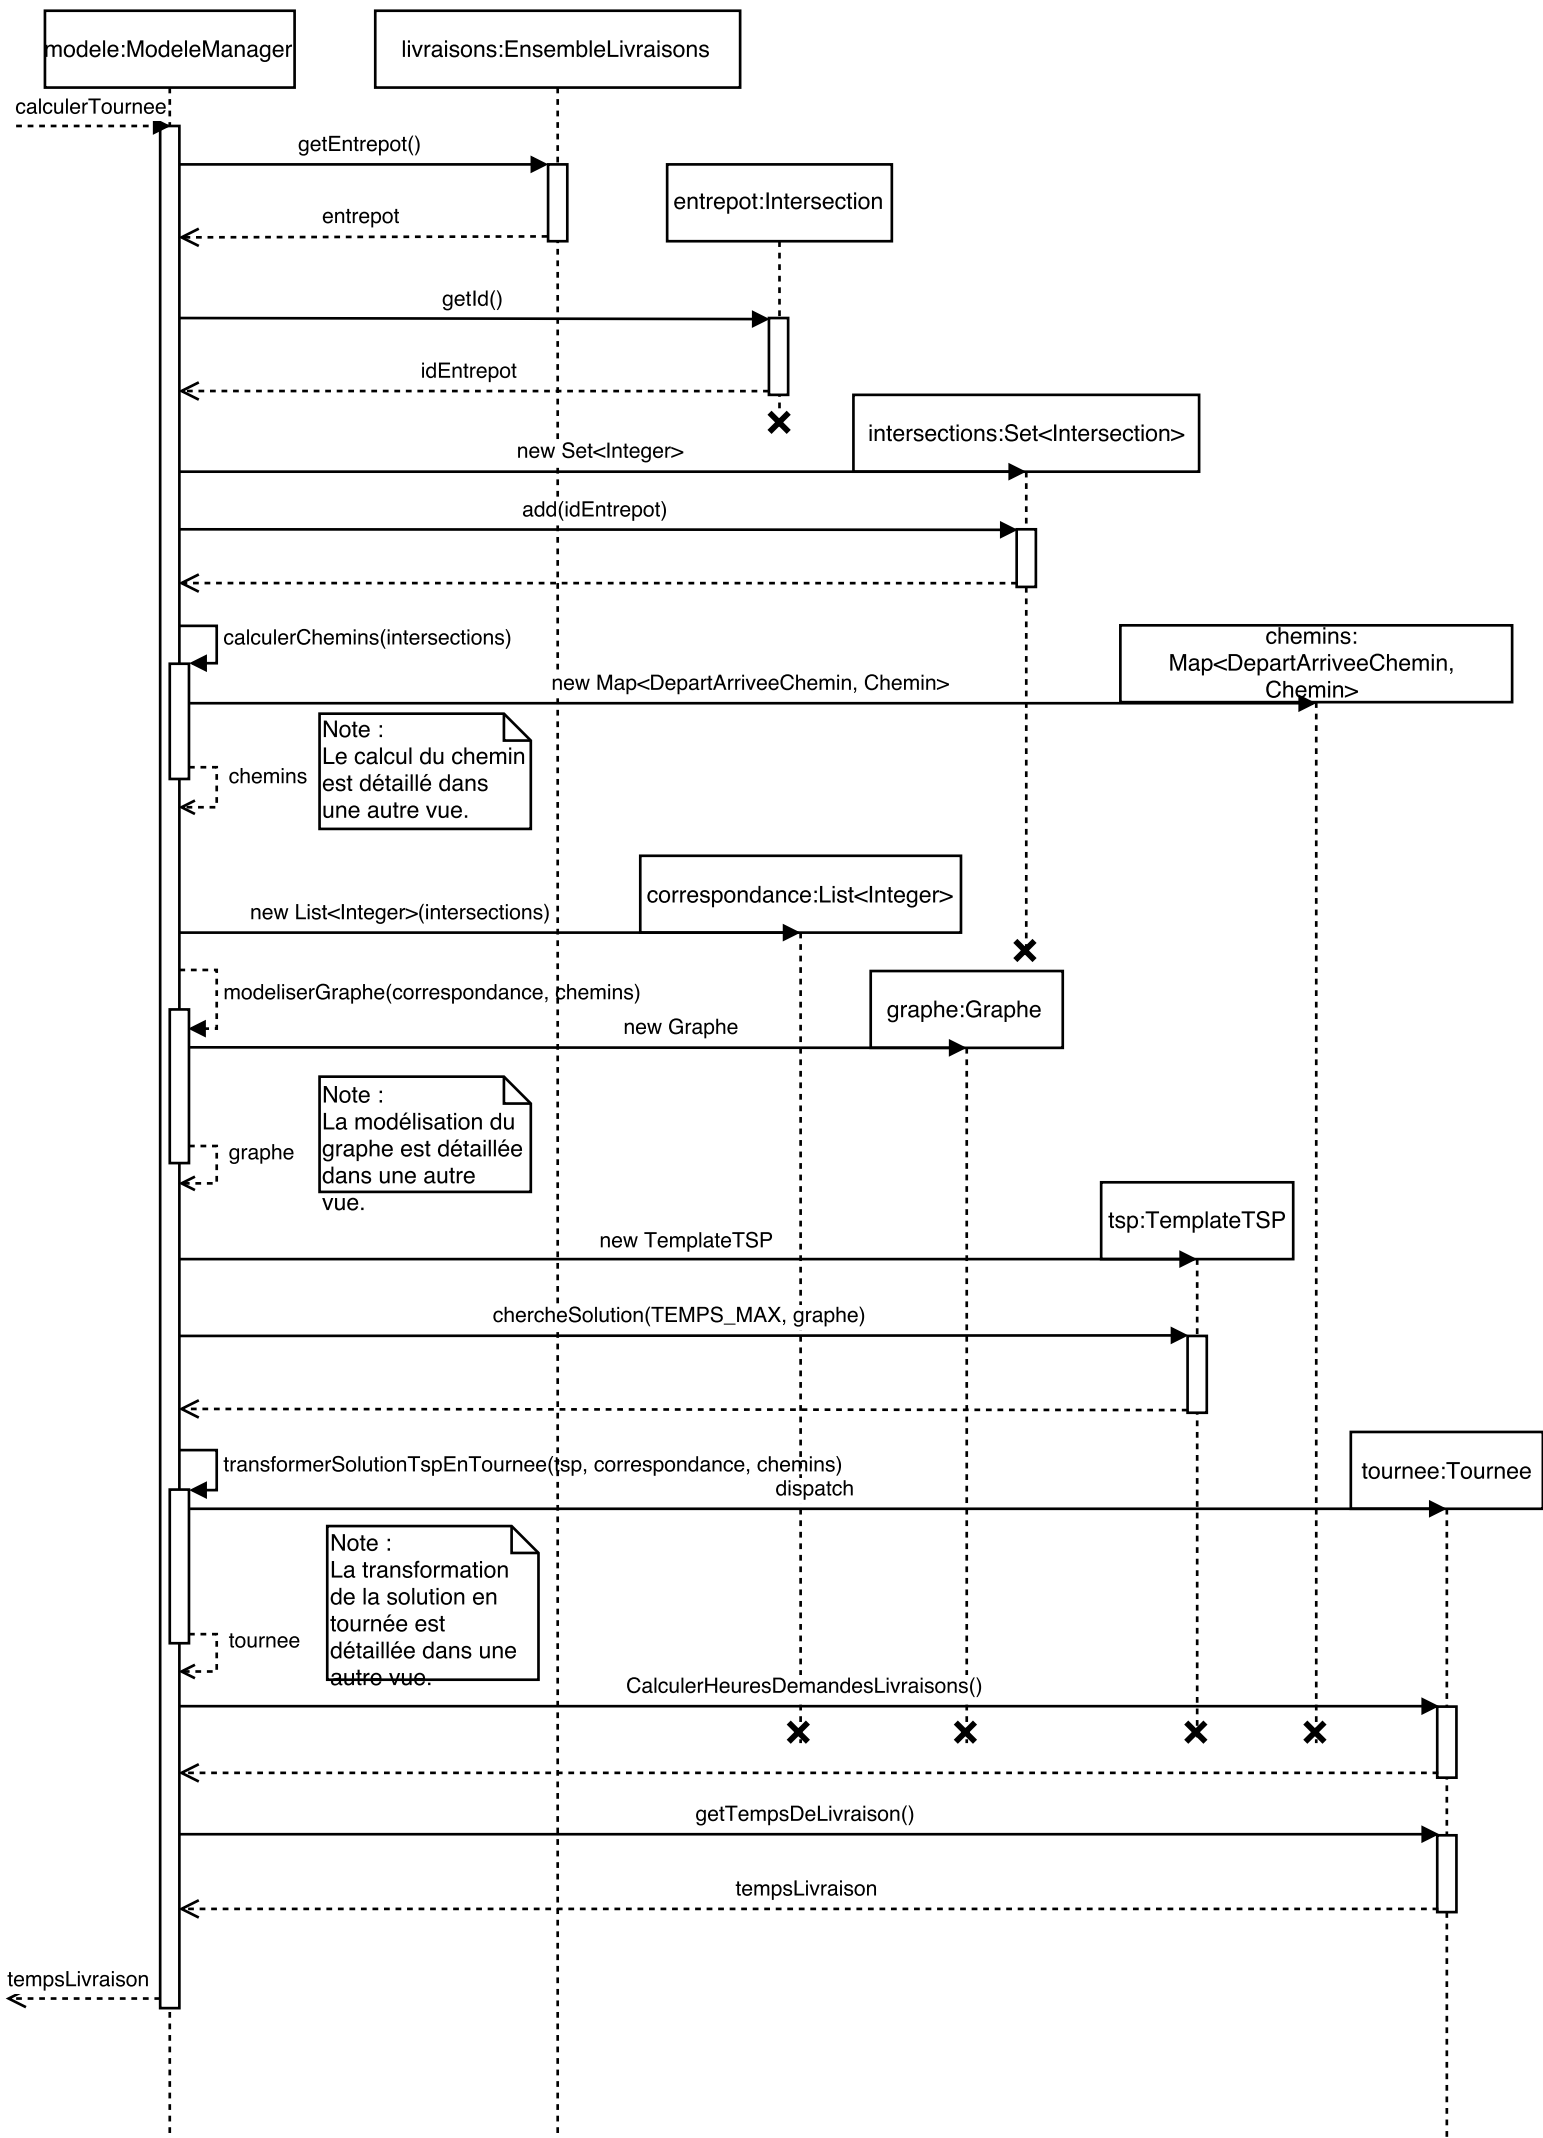 modele:ModeleManager
livraisons:EnsembleLivraisons
calculerTournee
getEntrepot()
entrepot:Intersection
entrepot
getId()
idEntrepot
intersections:Set<Intersection>
new Set<Integer>
add(idEntrepot)
calculerChemins(intersections)
chemins:
Map<DepartArriveeChemin,
Chemin>
new Map<DepartArriveeChemin, Chemin>
Note :
Le calcul du chemin
est détaillé dans
une autre vue.
chemins
correspondance:List<Integer>
new List<Integer>(intersections)
modeliserGraphe(correspondance, chemins)
graphe:Graphe
new Graphe
Note :
La modélisation du
graphe est détaillée
dans une autre
vue.
graphe
tsp:TemplateTSP
new TemplateTSP
chercheSolution(TEMPS_MAX, graphe)
transformerSolutionTspEnTournee(tsp, correspondance, chemins)
tournee:Tournee
dispatch
Note :
La transformation
de la solution en
tournée est
détaillée dans une
autre vue.
tournee
CalculerHeuresDemandesLivraisons()
getTempsDeLivraison()
tempsLivraison
tempsLivraison